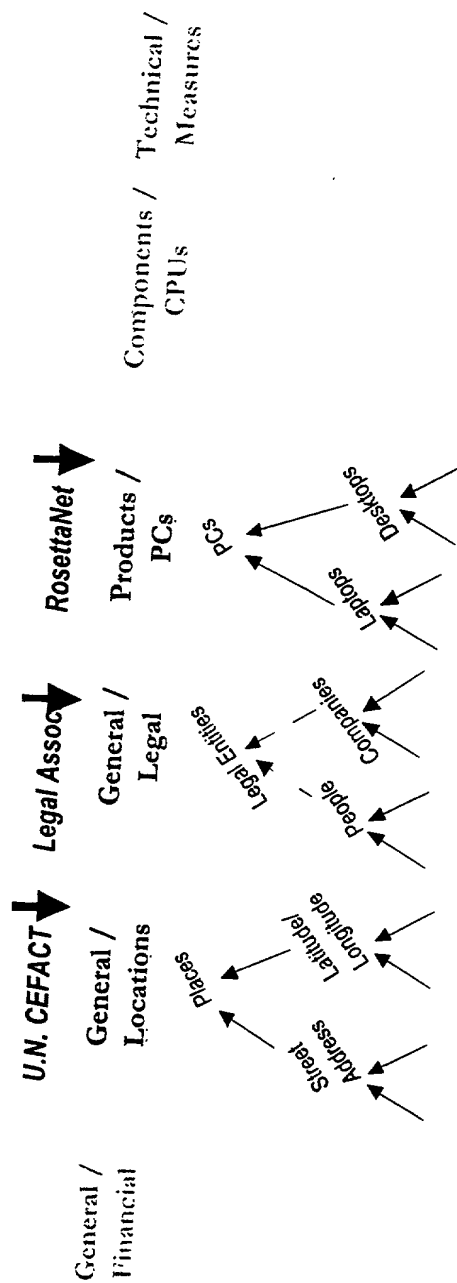 U.N. CEFACT
Legal Assoc
RosettaNet
General /
Financial
General /
Locations
General /
Legal
Products /
PCs
Components /
CPUs
Technical /
Measures
Places
Legal Entities
PCs
Street
Address
Latitude/
Longitude
People
Companies
Laptops
Desktops